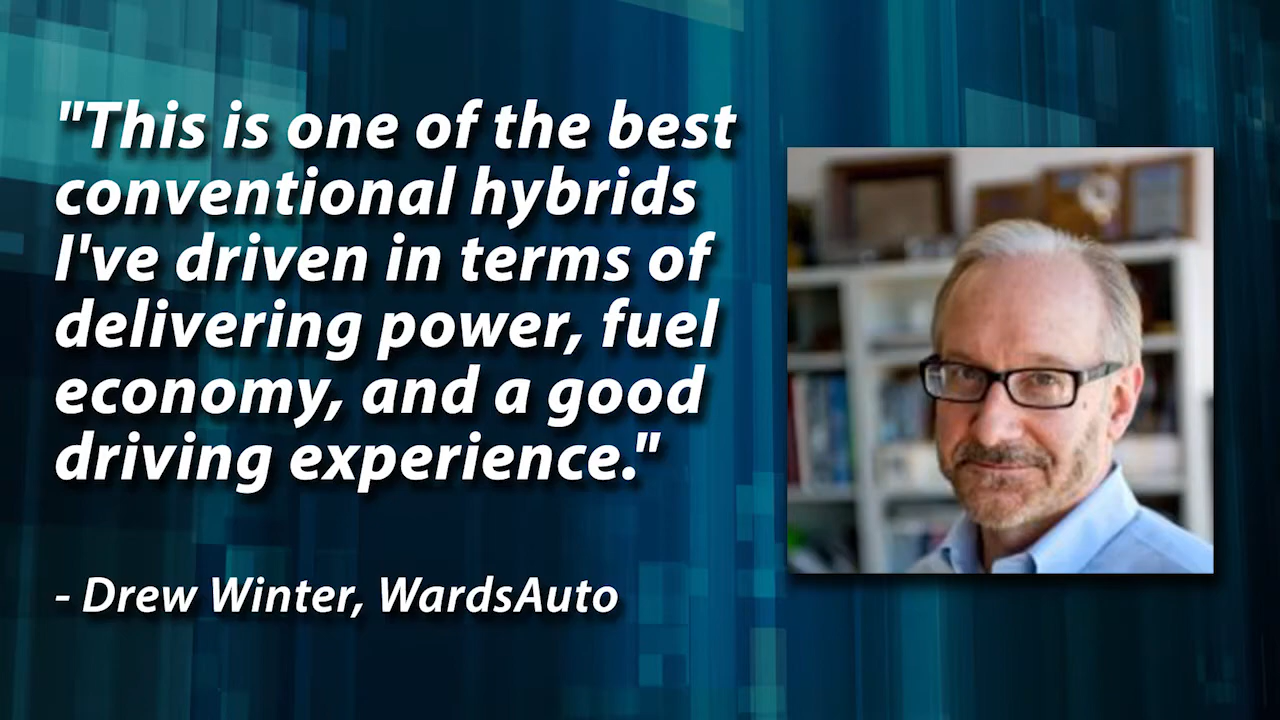 "This is one of the best
conventional hybrids
I've driven in terms of
delivering power, fuel
economy, and a good
driving experience."
- Drew Winter, WardsAuto